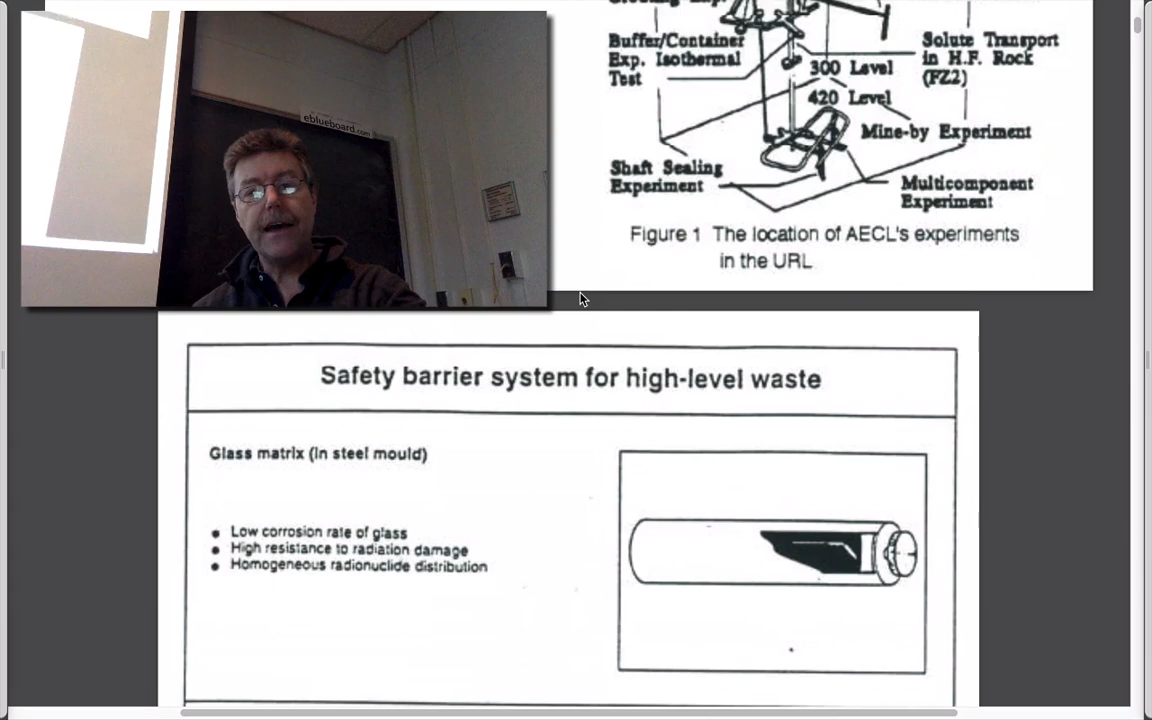 eblueboard.com
Buffer/Container
Exp. Isothermal
Test
Solute Transport
in H.F. Rock
(FZ2)
300 Level
420 Level
Mine-by Experiment
Shaft Sealing
Experiment
Multicomponent
Experiment
Figure 1 The location of AECL's experiments
in the URL
Safety barrier system for high-level waste
Glass matrix (in steel mould)
• Low corrosion rate of glass
• High resistance to radiation damage
• Homogeneous radionuclide distribution